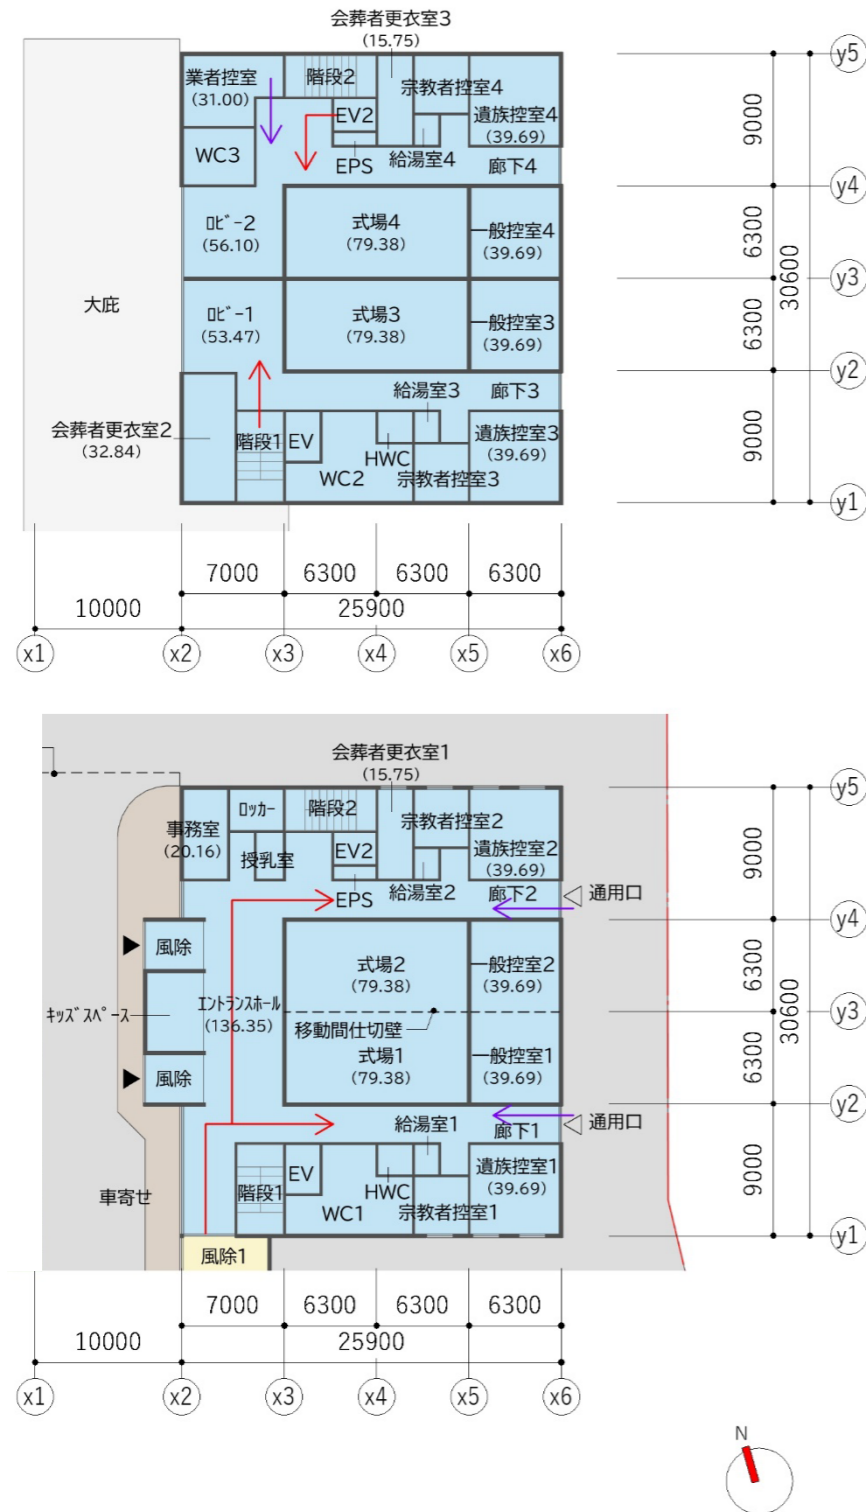 会葬者更衣室3
(15.75)
業者控室
(31.00)
階段2
宗教者控室4
EV2
遺族控室4
(39.69)
WC3
EPS
給湯室4
廊下4
ﾛﾋﾞｰ2
(56.10)
式場4
(79.38)
一般控室4
(39.69)
大庇
ﾛﾋﾞｰ1
(53.47)
式場3
(79.38)
一般控室3
(39.69)
給湯室3
廊下3
会葬者更衣室2
(32.84)
階段1
EV
WC2
HWC
宗教者控室3
遺族控室3
(39.69)
y5
9000
y4
6300
30600
y3
6300
y2
9000
y1
7000
6300
6300
6300
10000
25900
x1
x2
x3
x4
x5
x6
会葬者更衣室1
(15.75)
事務室
(20.16)
ﾛｯｶｰ
階段2
宗教者控室2
授乳室
EV2
遺族控室2
(39.69)
EPS
給湯室2
廊下2
通用口
風除
ｷｯｽﾞｽﾍﾟｰｽ
ｴﾝﾄﾗﾝｽﾎｰﾙ
(136.35)
式場2
(79.38)
一般控室2
(39.69)
移動間仕切壁
風除
式場1
(79.38)
一般控室1
(39.69)
給湯室1
廊下1
通用口
車寄せ
階段1
EV
WC1
HWC
宗教者控室1
遺族控室1
(39.69)
風除1
y5
9000
y4
6300
30600
y3
6300
y2
9000
y1
7000
6300
6300
6300
10000
25900
x1
x2
x3
x4
x5
x6
N